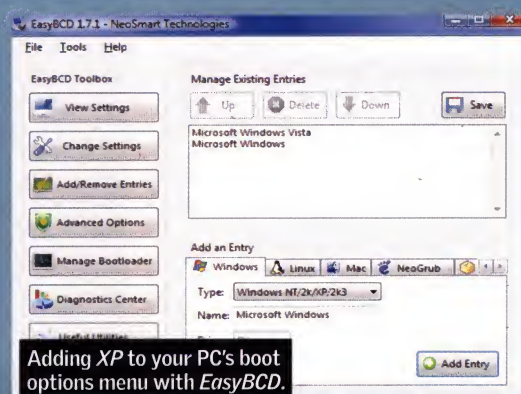 EasyBCD 1.7.1 - NeoSmart Technologies
File Tools Help
EasyBCD Toolbox
View Settings
Change Settings
Add/Remove Entries
Advanced Options
Manage Bootloader
Diagnostics Center
Useful Utilities
Manage Existing Entries
Up Delete Down Save
Microsoft Windows Vista
Microsoft Windows
Add an Entry
Windows Linux Mac NeoGrub
Type: Windows NT/2k/XP/2k3
Name: Microsoft Windows
Add Entry
Adding XP to your PC's boot
options menu with EasyBCD.